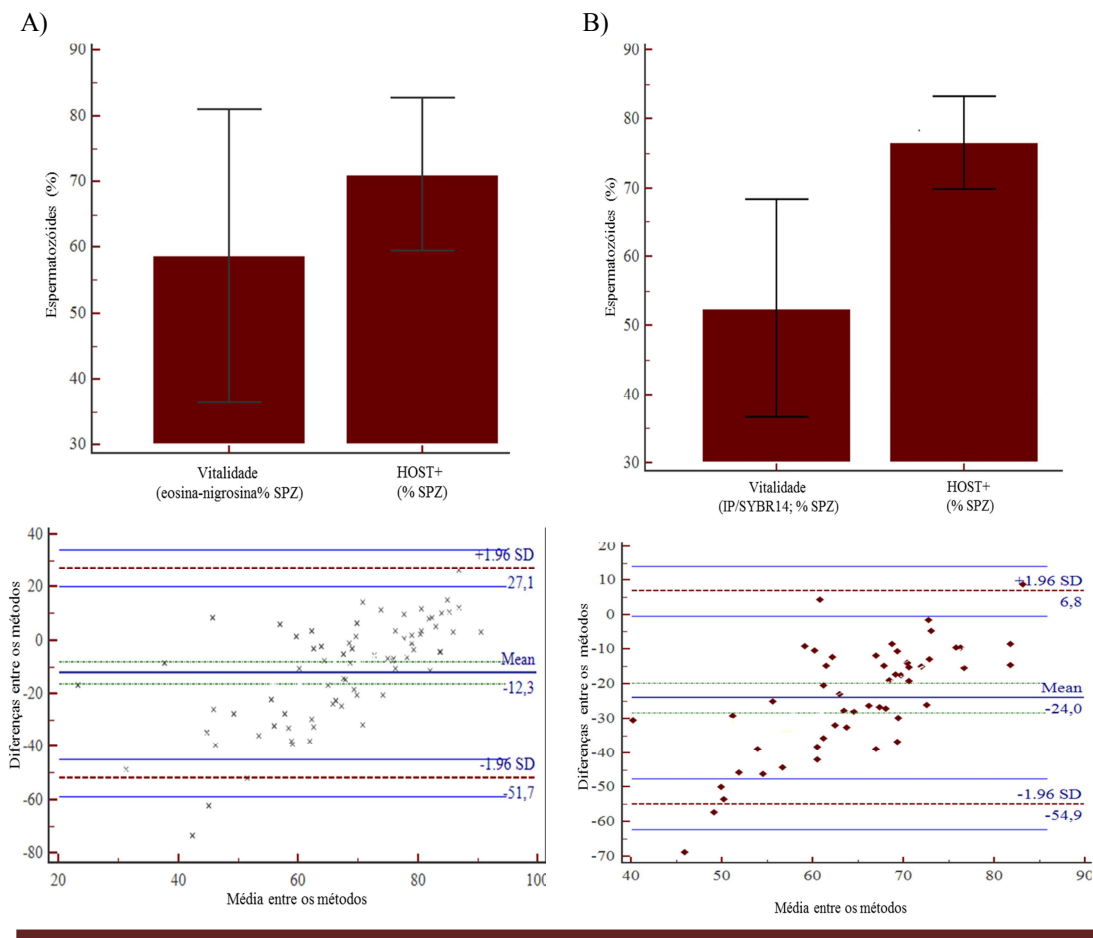 A)
90
80
70
60
50
40
30
Espermatozóides (%)
Vitalidade
(eosina-nigrosina% SPZ)
HOST+
(% SPZ)
B)
90
80
70
60
50
40
30
Espermatozóides (%)
Vitalidade
(IP/SYBR14; % SPZ)
HOST+
(% SPZ)
40
20
0
-20
-40
-60
-80
Diferenças entre os métodos
+1.96 SD
27,1
Mean
-12,3
-1.96 SD
-51,7
20
40
60
80
100
Média entre os métodos
20
10
0
-10
-20
-30
-40
-50
-60
-70
Diferenças entre os métodos
+1.96 SD
6,8
Mean
-24,0
-1.96 SD
-54,9
40
50
60
70
80
90
Média entre os métodos